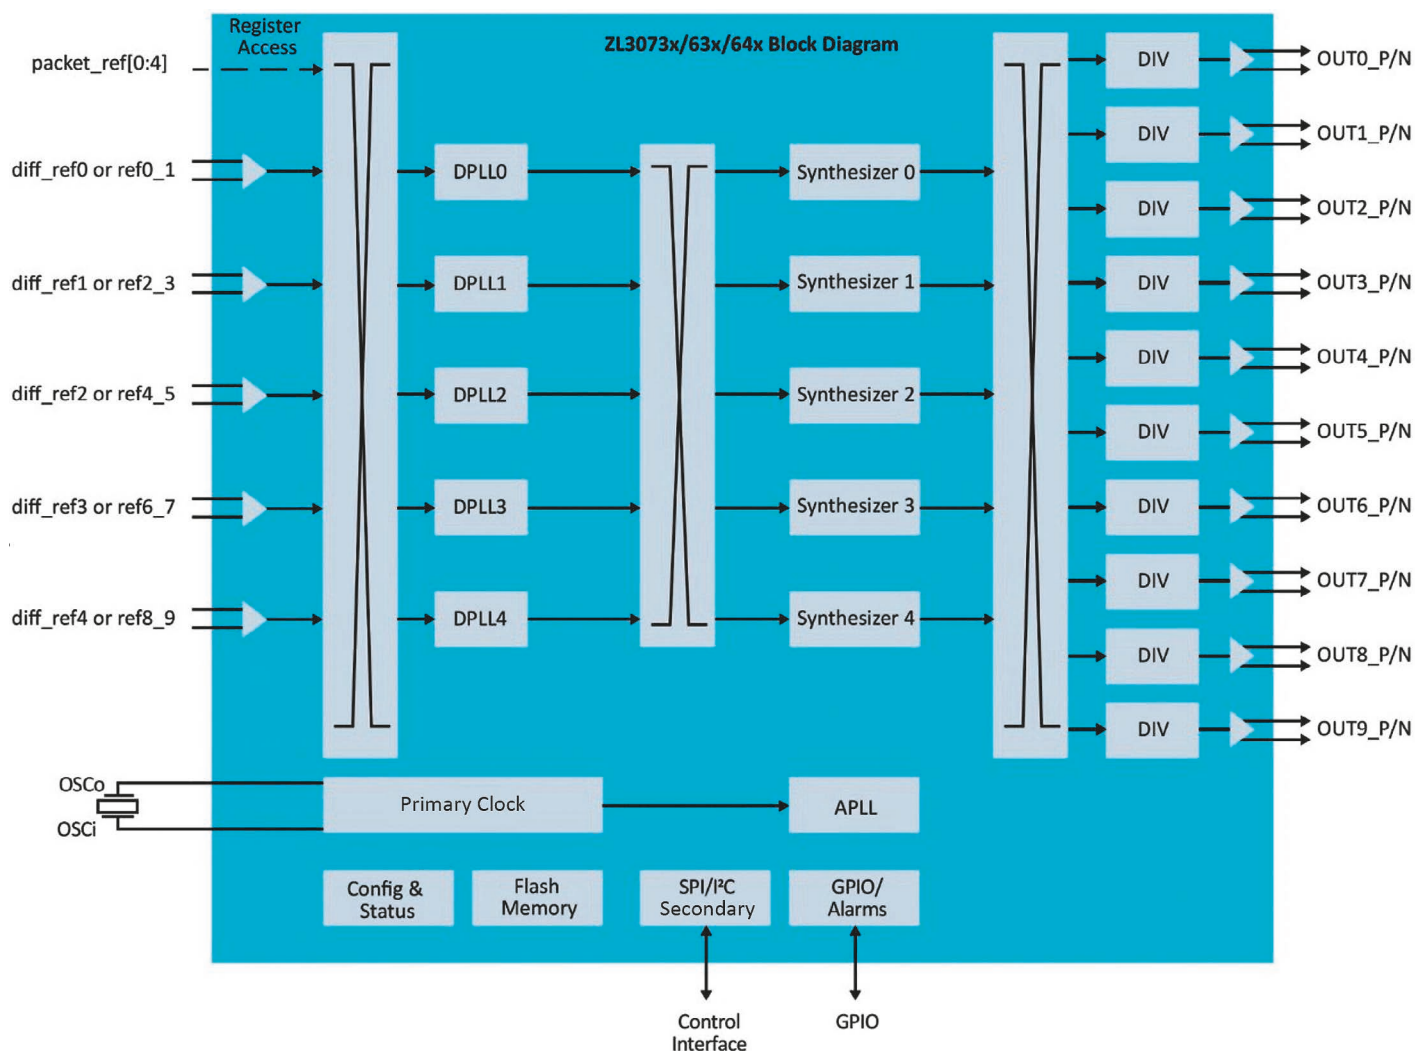 Register
Access
ZL3073x/63x/64x Block Diagram
packet_ref[0:4]
diff_ref0 or ref0_1
diff_ref1 or ref2_3
diff_ref2 or ref4_5
diff_ref3 or ref6_7
diff_ref4 or ref8_9
DPLL0
DPLL1
DPLL2
DPLL3
DPLL4
Synthesizer 0
Synthesizer 1
Synthesizer 2
Synthesizer 3
Synthesizer 4
DIV
DIV
DIV
DIV
DIV
DIV
DIV
DIV
DIV
DIV
OUT0_P/N
OUT1_P/N
OUT2_P/N
OUT3_P/N
OUT4_P/N
OUT5_P/N
OUT6_P/N
OUT7_P/N
OUT8_P/N
OUT9_P/N
OSCo
OSCi
Primary Clock
APLL
Config &
Status
Flash
Memory
SPI/I²C
Secondary
GPIO/
Alarms
Control
Interface
GPIO